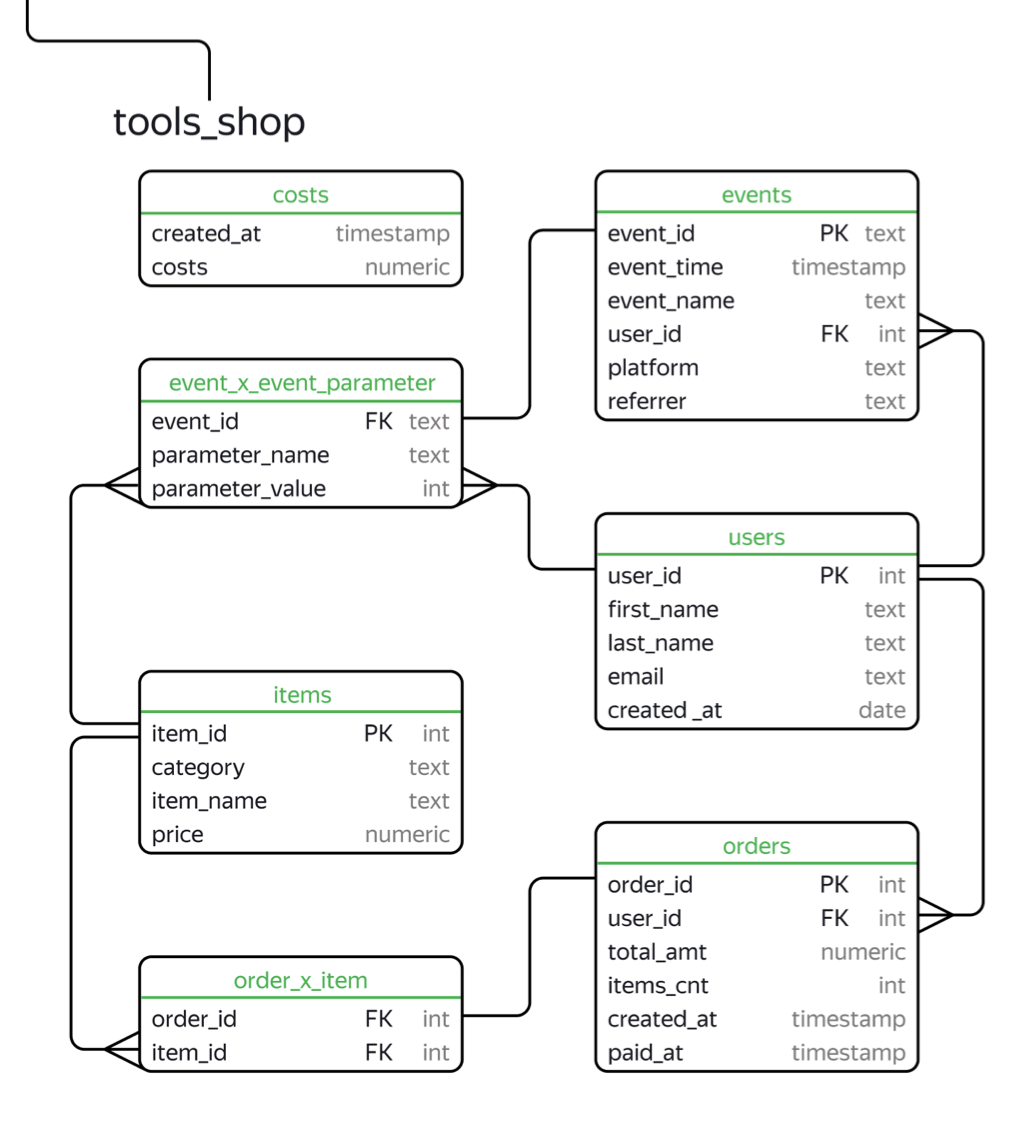 tools_shop
costs
created_at timestamp
costs numeric
events
event_id PK text
event_time timestamp
event_name text
user_id FK int
platform text
referrer text
event_x_event_parameter
event_id FK text
parameter_name text
parameter_value int
users
user_id PK int
first_name text
last_name text
email text
created _at date
items
item_id PK int
category text
item_name text
price numeric
orders
order_id PK int
user_id FK int
total_amt numeric
items_cnt int
created_at timestamp
paid_at timestamp
order_x_item
order_id FK int
item_id FK int